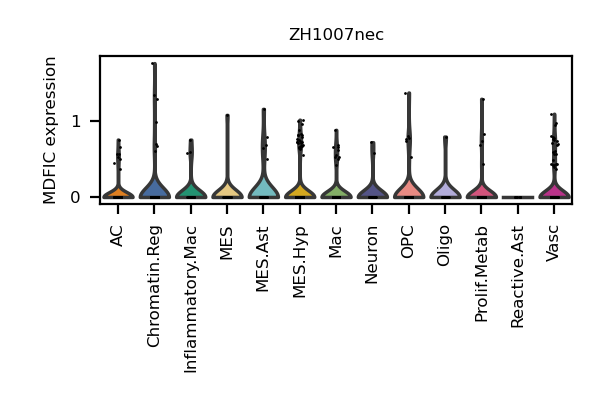 ZH1007nec
MDFIC expression
1
0
AC
Chromatin.Reg
Inflammatory.Mac
MES
MES.Ast
MES.Hyp
Mac
Neuron
OPC
Oligo
Prolif.Metab
Reactive.Ast
Vasc